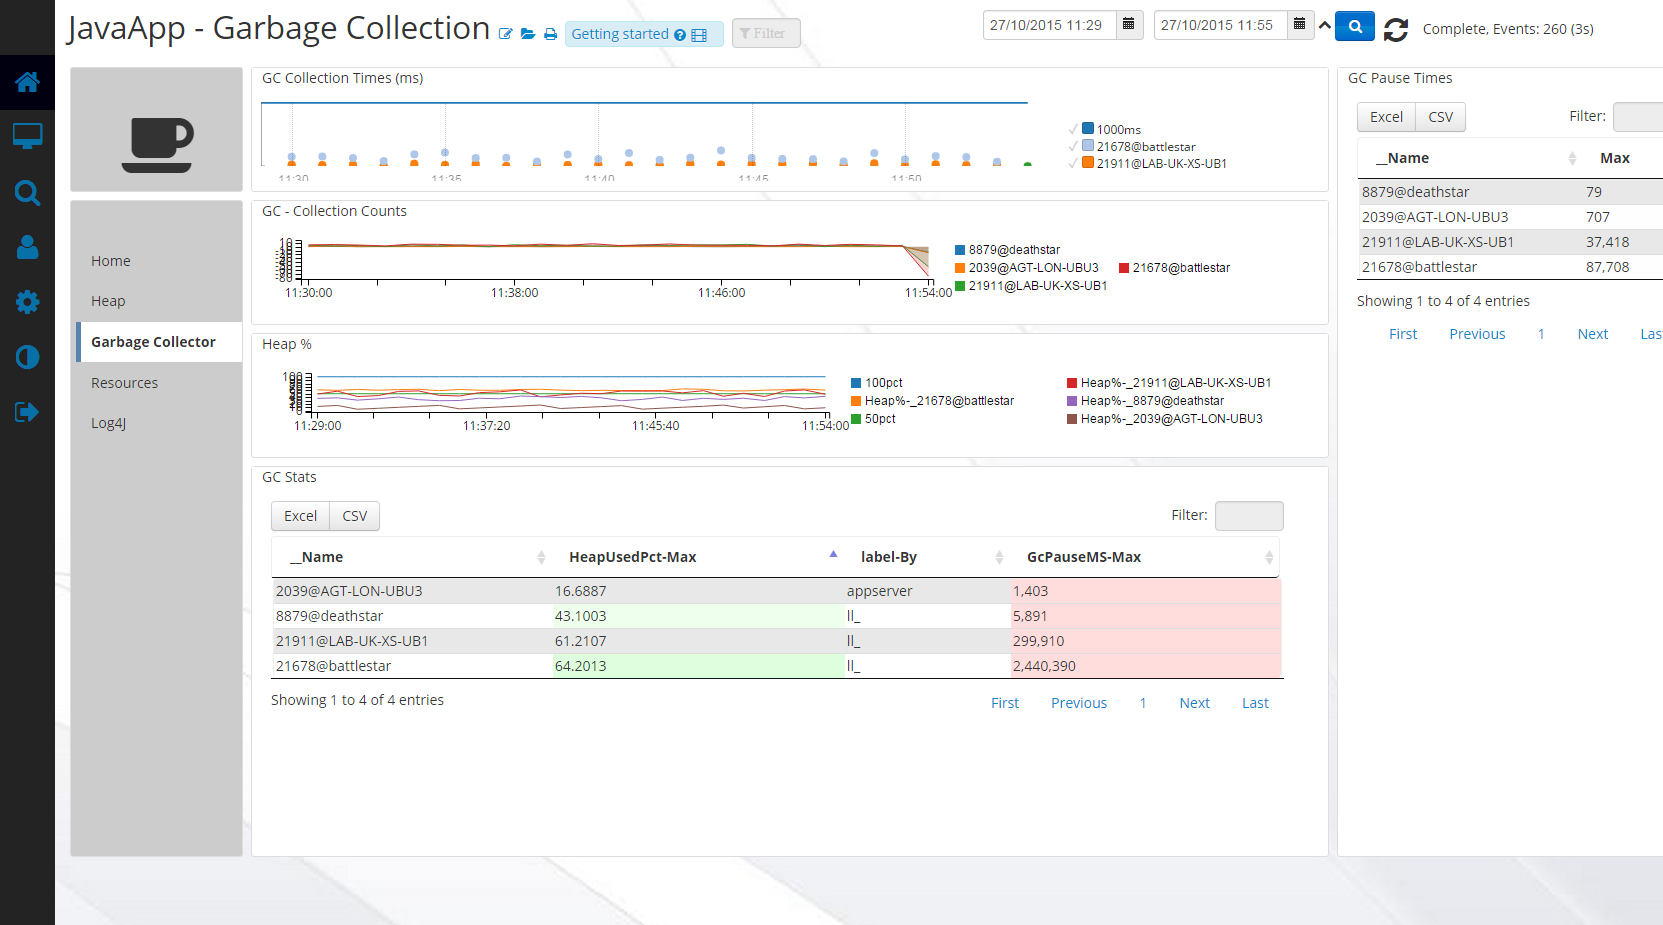 JavaApp - Garbage Collection
Getting started
Filter
27/10/2015 11:29
27/10/2015 11:55
Complete, Events: 260 (3s)
Home
Heap
Garbage Collector
Resources
Log4J
GC Collection Times (ms)
11:30 11:35 11:40 11:45 11:50
1000ms
21678@battlestar
21911@LAB-UK-XS-UB1
GC - Collection Counts
11:30:00 11:38:00 11:46:00 11:54:00
8879@deathstar
2039@AGT-LON-UBU3 21678@battlestar
21911@LAB-UK-XS-UB1
Heap %
100
11:29:00 11:37:20 11:45:40 11:54:00
100pct Heap%-_21911@LAB-UK-XS-UB1
Heap%-_21678@battlestar Heap%-_8879@deathstar
50pct Heap%-_2039@AGT-LON-UBU3
GC Stats
Excel CSV Filter:
__Name HeapUsedPct-Max label-By GcPauseMS-Max
2039@AGT-LON-UBU3 16.6887 appserver 1,403
8879@deathstar 43.1003 ll_ 5,891
21911@LAB-UK-XS-UB1 61.2107 ll_ 299,910
21678@battlestar 64.2013 ll_ 2,440,390
Showing 1 to 4 of 4 entries
First Previous 1 Next Last
GC Pause Times
Excel CSV Filter:
__Name Max
8879@deathstar 79
2039@AGT-LON-UBU3 707
21911@LAB-UK-XS-UB1 37,418
21678@battlestar 87,708
Showing 1 to 4 of 4 entries
First Previous 1 Next Las